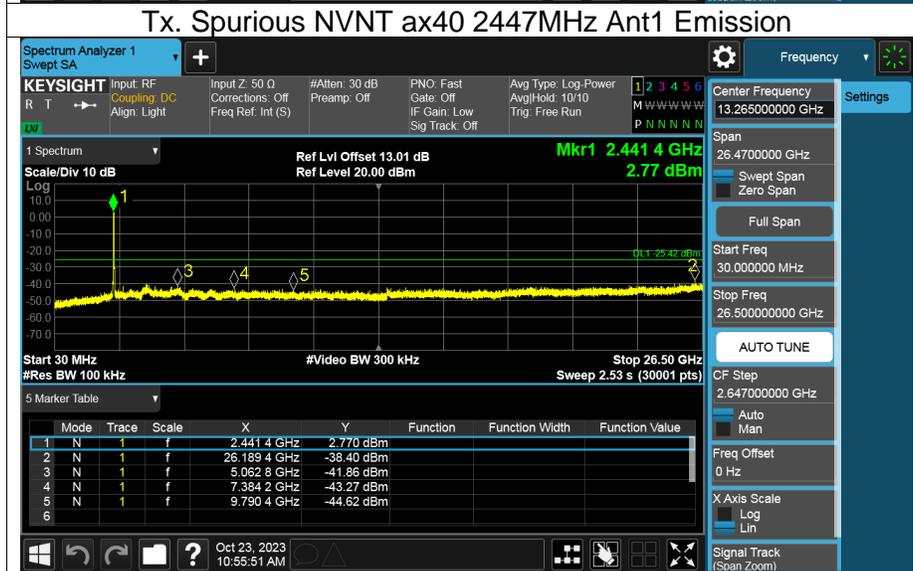 Tx. Spurious NVNT ax40 2447MHz Ant1 Emission
Spectrum Analyzer 1
Swept SA
+
Frequency
KEYSIGHT
R T
LXI
Input: RF
Coupling: DC
Align: Light
Input Z: 50 Ω
Corrections: Off
Freq Ref: Int (S)
#Atten: 30 dB
Preamp: Off
PNO: Fast
Gate: Off
IF Gain: Low
Sig Track: Off
Avg Type: Log-Power
Avg|Hold: 10/10
Trig: Free Run
1 2 3 4 5 6
M W W W W W
P N N N N N
1 Spectrum
Scale/Div 10 dB
Ref Lvl Offset 13.01 dB
Ref Level 20.00 dBm
Mkr1 2.441 4 GHz
2.77 dBm
Log
10.0
0.00
-10.0
-20.0
-30.0
-40.0
-50.0
-60.0
-70.0
1
3
4
5
2
DL1 -25.42 dBm
Start 30 MHz
#Video BW 300 kHz
Stop 26.50 GHz
#Res BW 100 kHz
Sweep 2.53 s (30001 pts)
5 Marker Table
Mode Trace Scale X Y Function Function Width Function Value
1 N 1 f 2.441 4 GHz 2.770 dBm
2 N 1 f 26.189 4 GHz -38.40 dBm
3 N 1 f 5.062 8 GHz -41.86 dBm
4 N 1 f 7.384 2 GHz -43.27 dBm
5 N 1 f 9.790 4 GHz -44.62 dBm
6
?
Oct 23, 2023
10:55:51 AM
Center Frequency
13.265000000 GHz
Settings
Span
26.4700000 GHz
Swept Span
Zero Span
Full Span
Start Freq
30.000000 MHz
Stop Freq
26.500000000 GHz
AUTO TUNE
CF Step
2.647000000 GHz
Auto
Man
Freq Offset
0 Hz
X Axis Scale
Log
Lin
Signal Track
(Span Zoom)